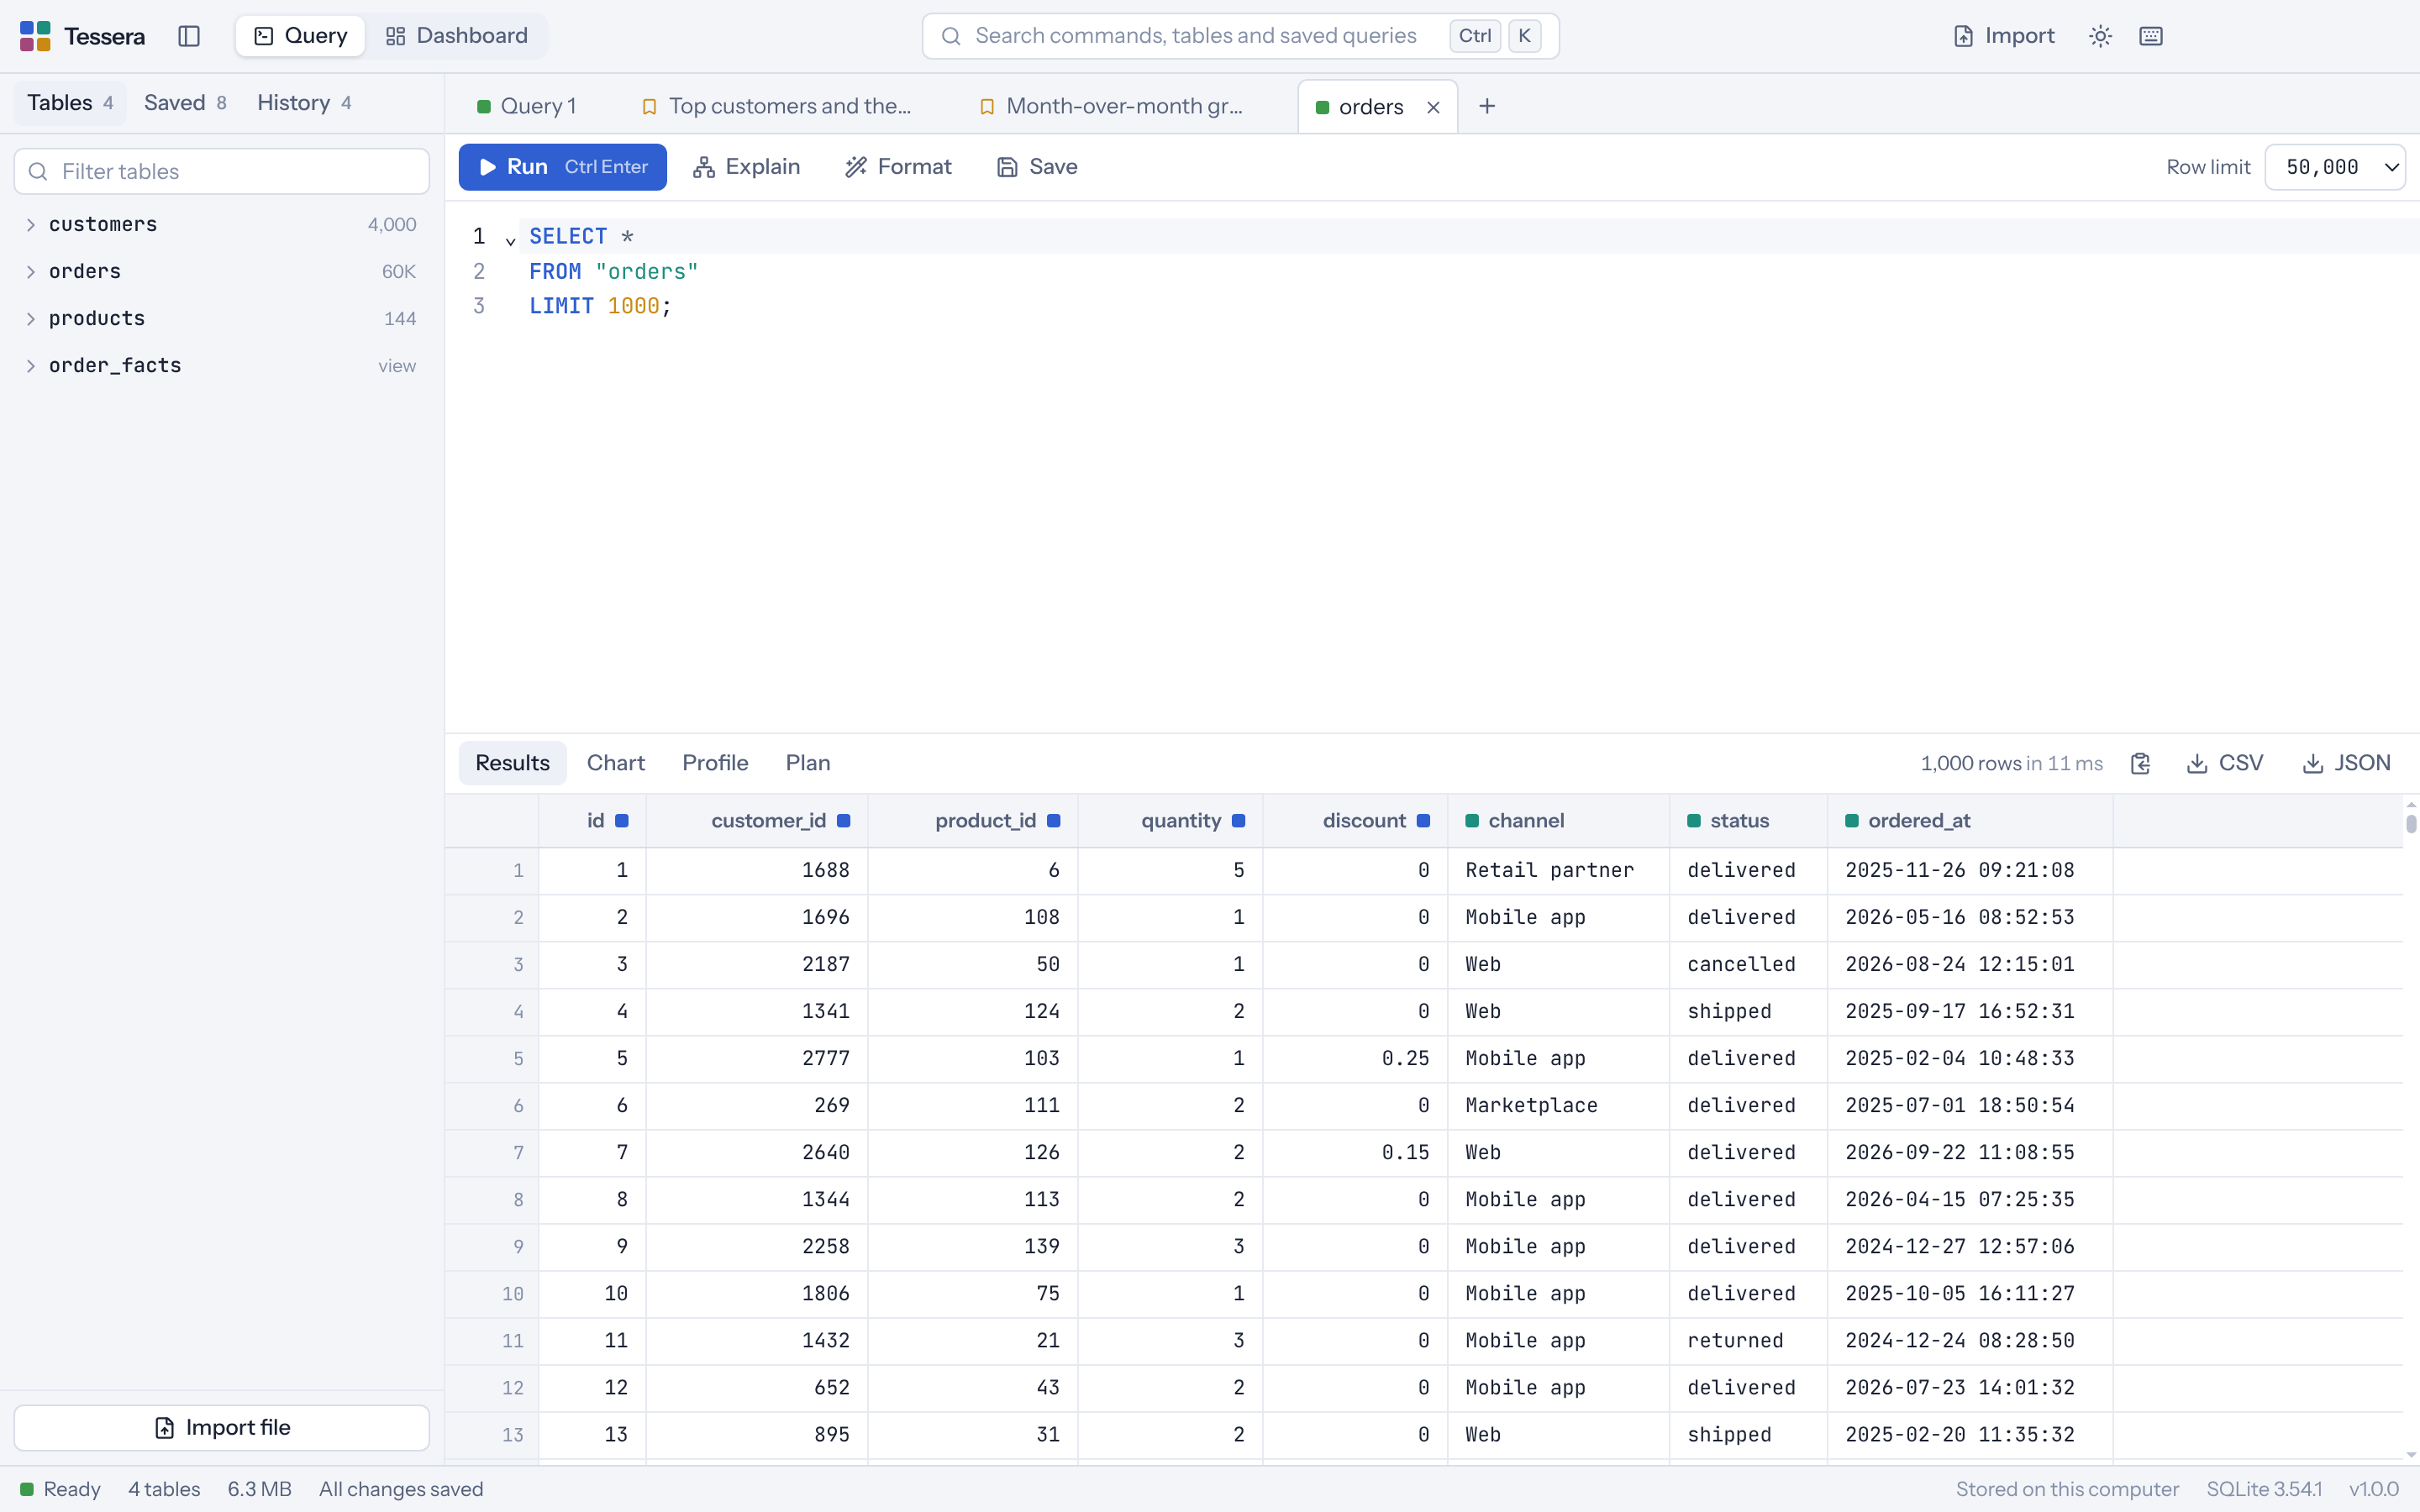 Tessera
Query
Dashboard
Search commands, tables and saved queries
Ctrl K
Import
Tables 4
Saved 8
History 4
Query 1
Top customers and the...
Month-over-month gr...
orders
Filter tables
customers 4,000
orders 60K
products 144
order_facts view
Import file
Run Ctrl Enter
Explain
Format
Save
Row limit 50,000
1 SELECT *
2 FROM "orders"
3 LIMIT 1000;
Results Chart Profile Plan
1,000 rows in 11 ms
CSV
JSON
id customer_id product_id quantity discount channel status ordered_at
1 1 1688 6 5 0 Retail partner delivered 2025-11-26 09:21:08
2 2 1696 108 1 0 Mobile app delivered 2026-05-16 08:52:53
3 3 2187 50 1 0 Web cancelled 2026-08-24 12:15:01
4 4 1341 124 2 0 Web shipped 2025-09-17 16:52:31
5 5 2777 103 1 0.25 Mobile app delivered 2025-02-04 10:48:33
6 6 269 111 2 0 Marketplace delivered 2025-07-01 18:50:54
7 7 2640 126 2 0.15 Web delivered 2026-09-22 11:08:55
8 8 1344 113 2 0 Mobile app delivered 2026-04-15 07:25:35
9 9 2258 139 3 0 Mobile app delivered 2024-12-27 12:57:06
10 10 1806 75 1 0 Mobile app delivered 2025-10-05 16:11:27
11 11 1432 21 3 0 Mobile app returned 2024-12-24 08:28:50
12 12 652 43 2 0 Mobile app delivered 2026-07-23 14:01:32
13 13 895 31 2 0 Web shipped 2025-02-20 11:35:32
Ready 4 tables 6.3 MB All changes saved
Stored on this computer SQLite 3.54.1 v1.0.0